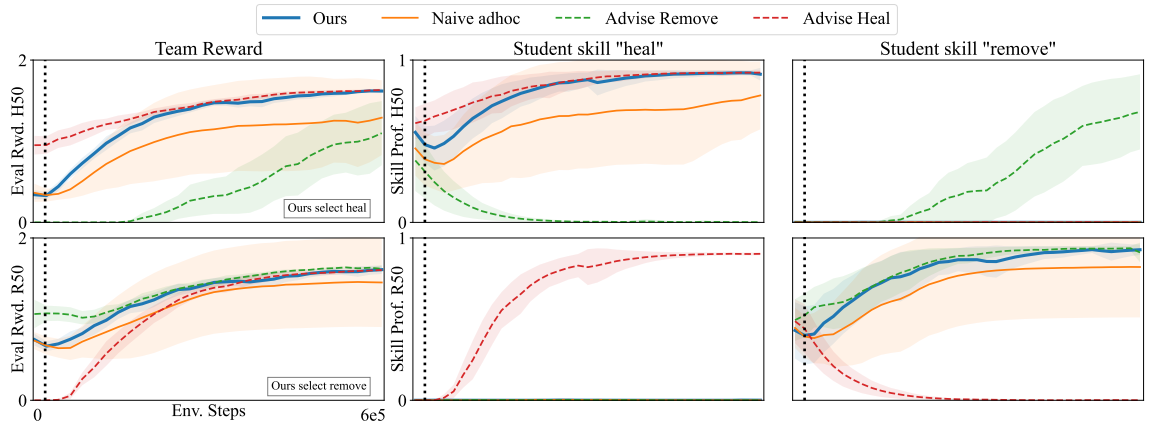 Ours Naive adhoc Advise Remove Advise Heal
Team Reward
Student skill "heal"
Student skill "remove"
Eval Rwd. H50
2
0
Ours select heal
Skill Prof. H50
1
0
Eval Rwd. R50
2
0
Ours select remove
0
Env. Steps
6e5
Skill Prof. R50
1
0